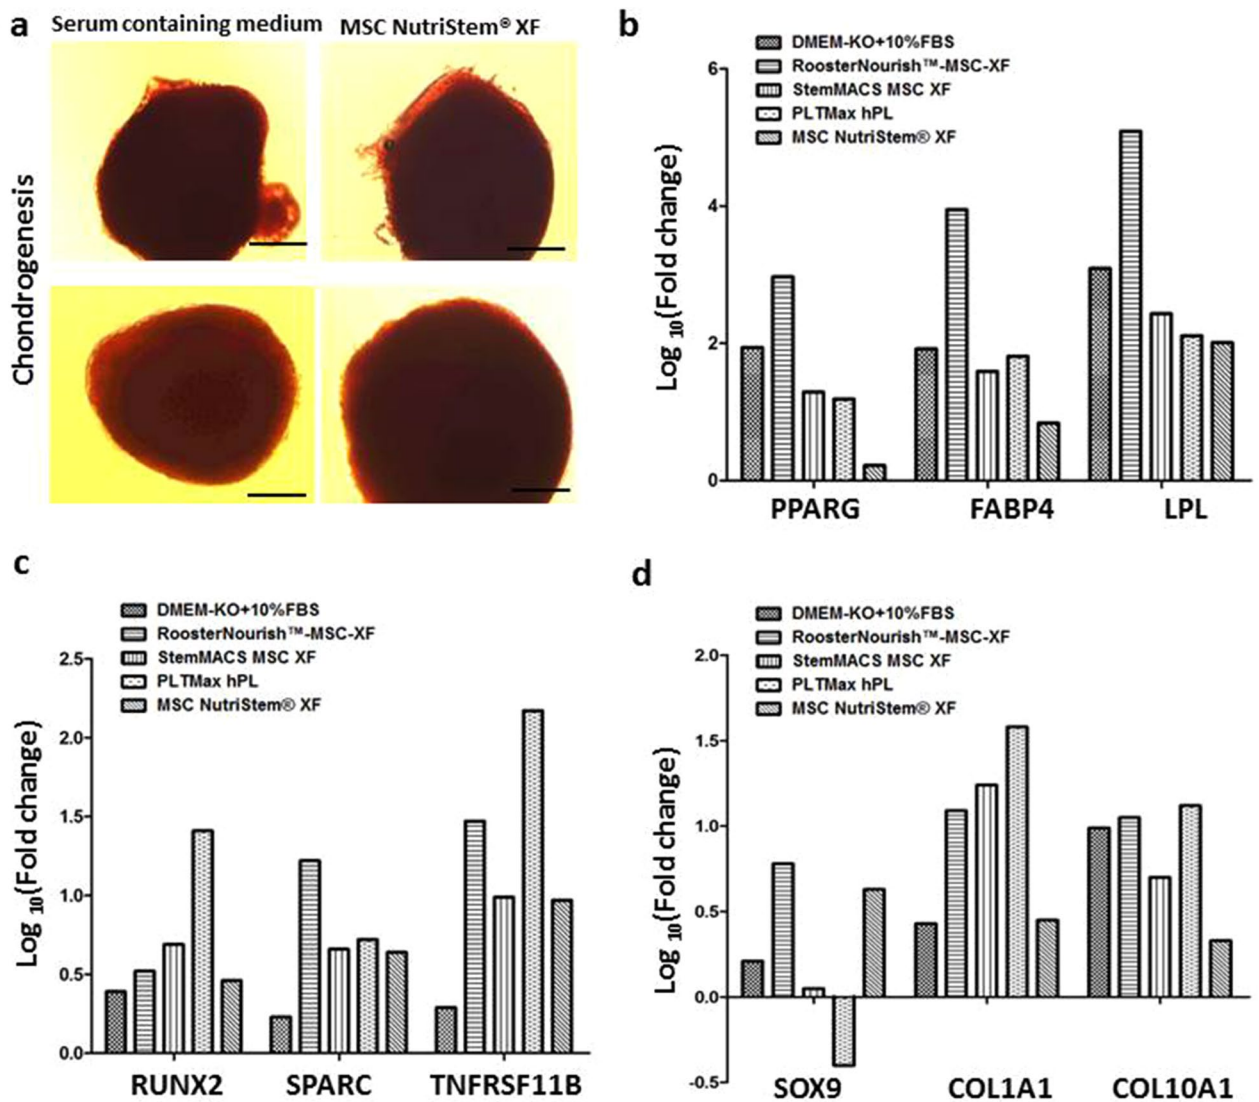 a
Serum containing medium MSC NutriStem® XF
Chondrogenesis
b
DMEM-KO+10%FBS
RoosterNourish™-MSC-XF
StemMACS MSC XF
PLTMax hPL
MSC NutriStem® XF
Log 10(Fold change)
6
4
2
0
PPARG FABP4 LPL
c
DMEM-KO+10%FBS
RoosterNourish™-MSC-XF
StemMACS MSC XF
PLTMax hPL
MSC NutriStem® XF
Log 10(Fold change)
2.5
2.0
1.5
1.0
0.5
0.0
RUNX2 SPARC TNFRSF11B
d
DMEM-KO+10%FBS
RoosterNourish™-MSC-XF
StemMACS MSC XF
PLTMax hPL
MSC NutriStem® XF
Log 10(Fold change)
2.0
1.5
1.0
0.5
0.0
-0.5
SOX9 COL1A1 COL10A1